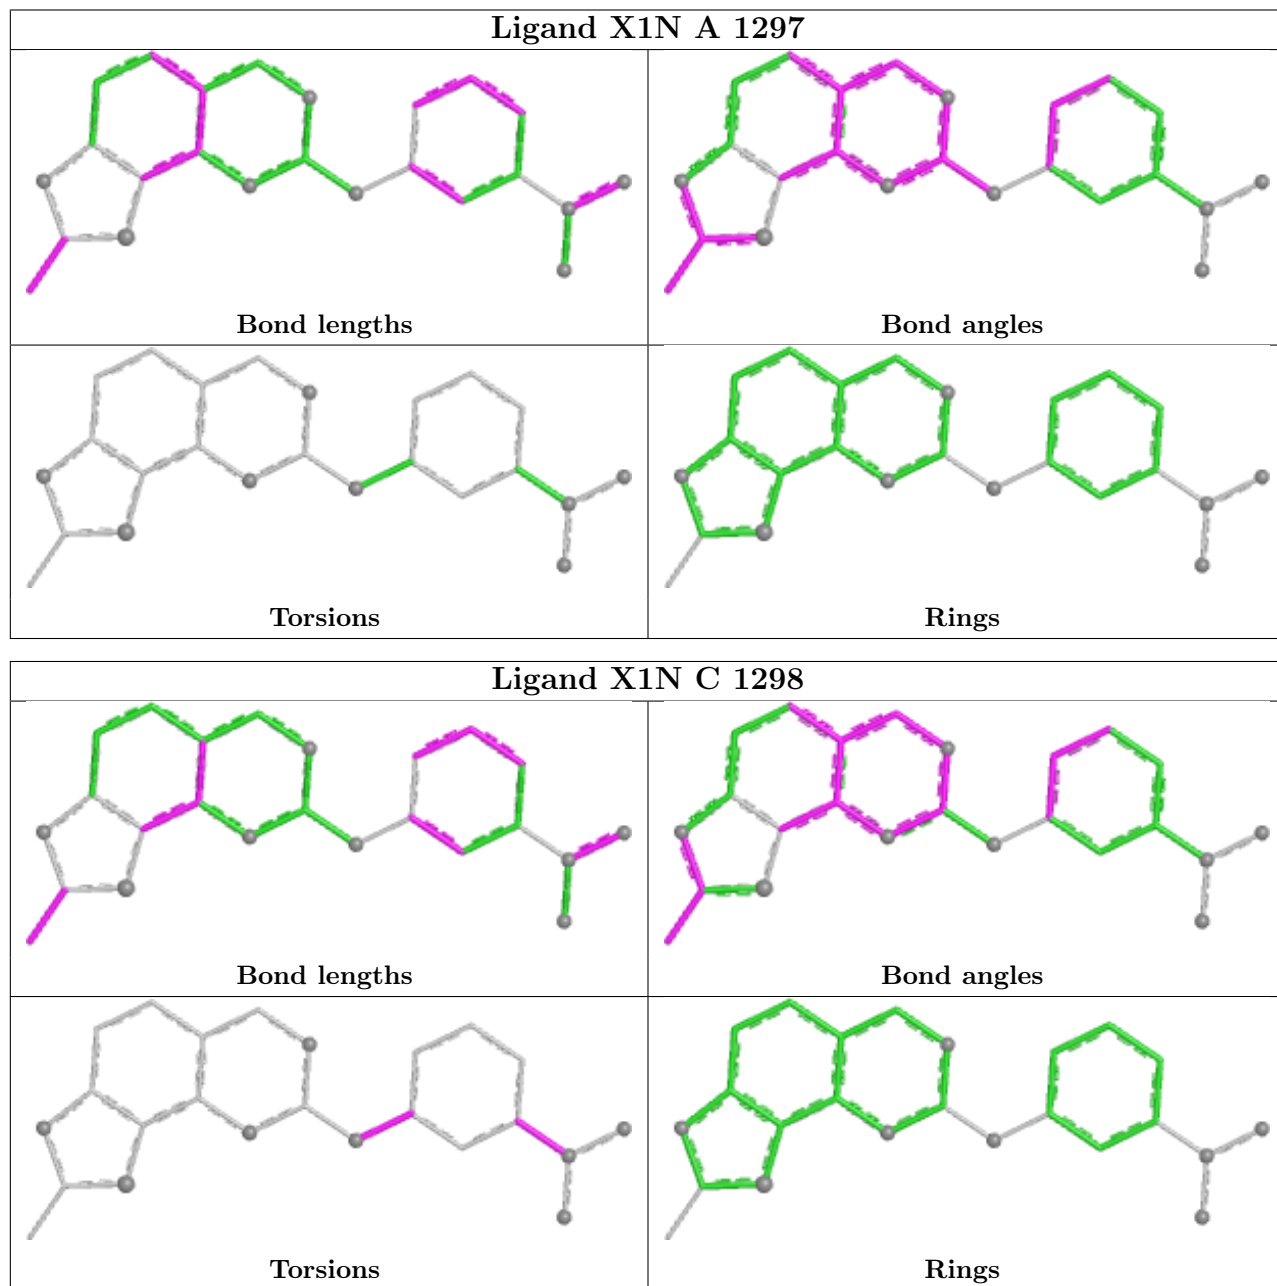 Ligand X1N A 1297
Bond lengths
Bond angles
Torsions
Rings
Ligand X1N C 1298
Bond lengths
Bond angles
Torsions
Rings